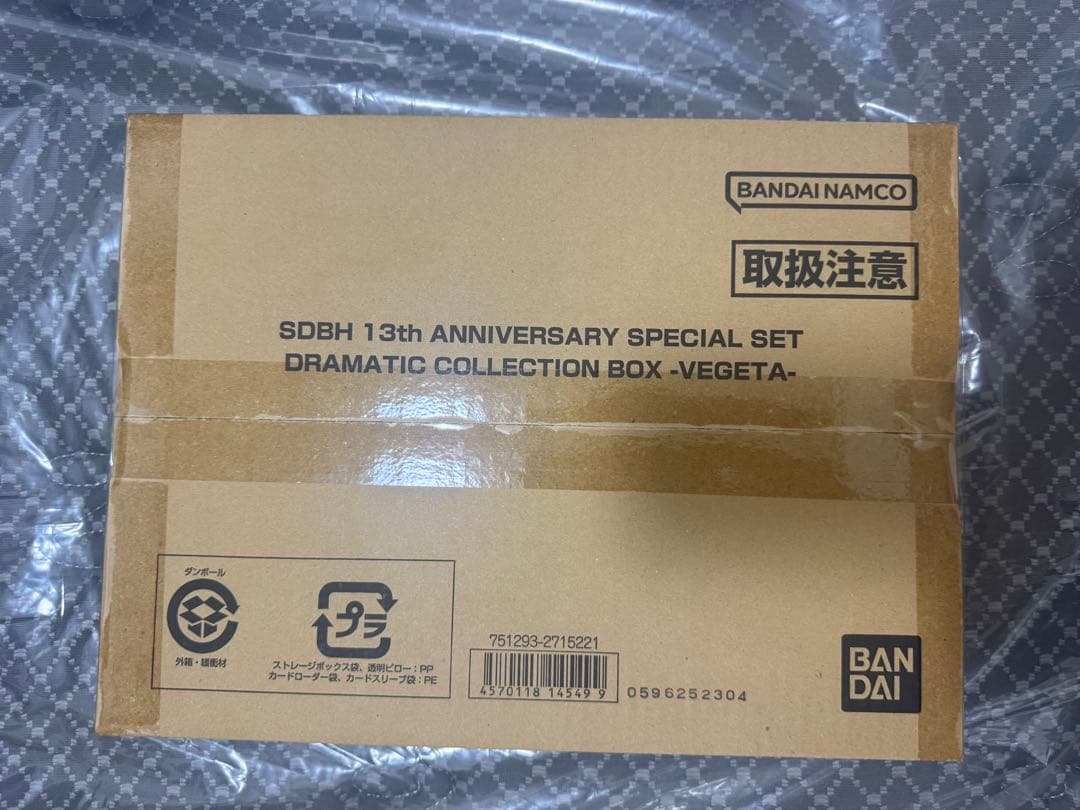 BANDAI NAMCO
取扱注意
SDBH 13th ANNIVERSARY SPECIAL SET
DRAMATIC COLLECTION BOX -VEGETA-
ダンボール
外箱・緩衝材
プラ
ストレージボックス袋、透明ピロー:PP
カードローダー袋、カードスリーブ袋:PE
751293-2715221
4570118 14549 9
0596252304
BAN
DAI